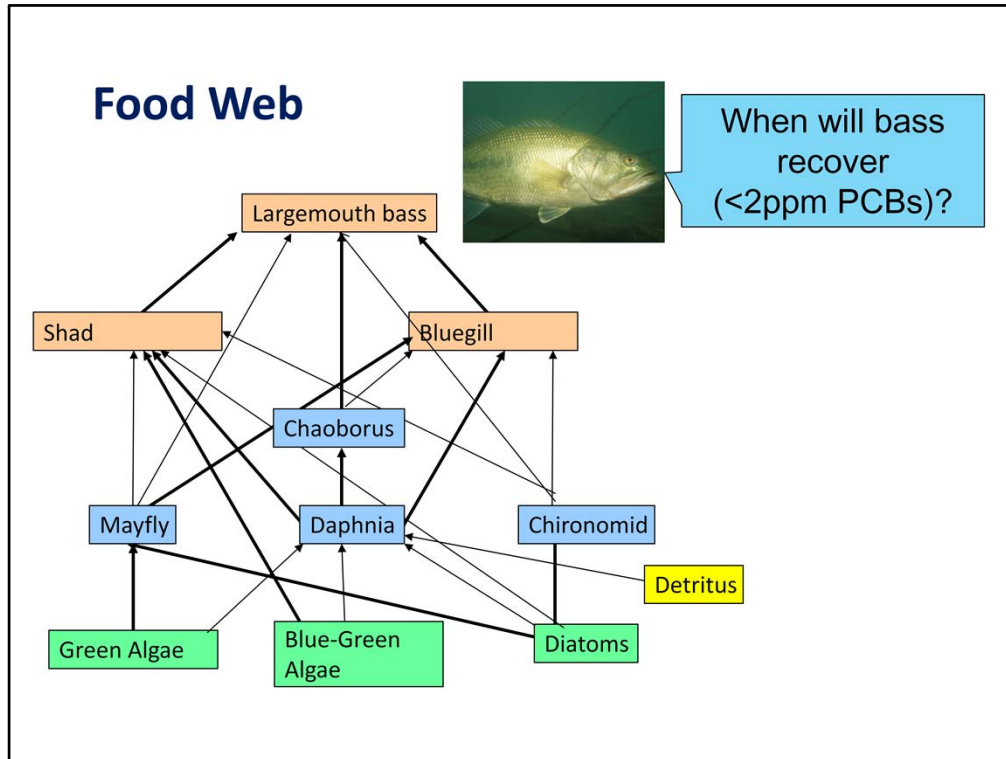 Food Web
When will bass
recover
(<2ppm PCBs)?
Largemouth bass
Shad
Bluegill
Chaoborus
Mayfly
Daphnia
Chironomid
Detritus
Green Algae
Blue-Green
Algae
Diatoms